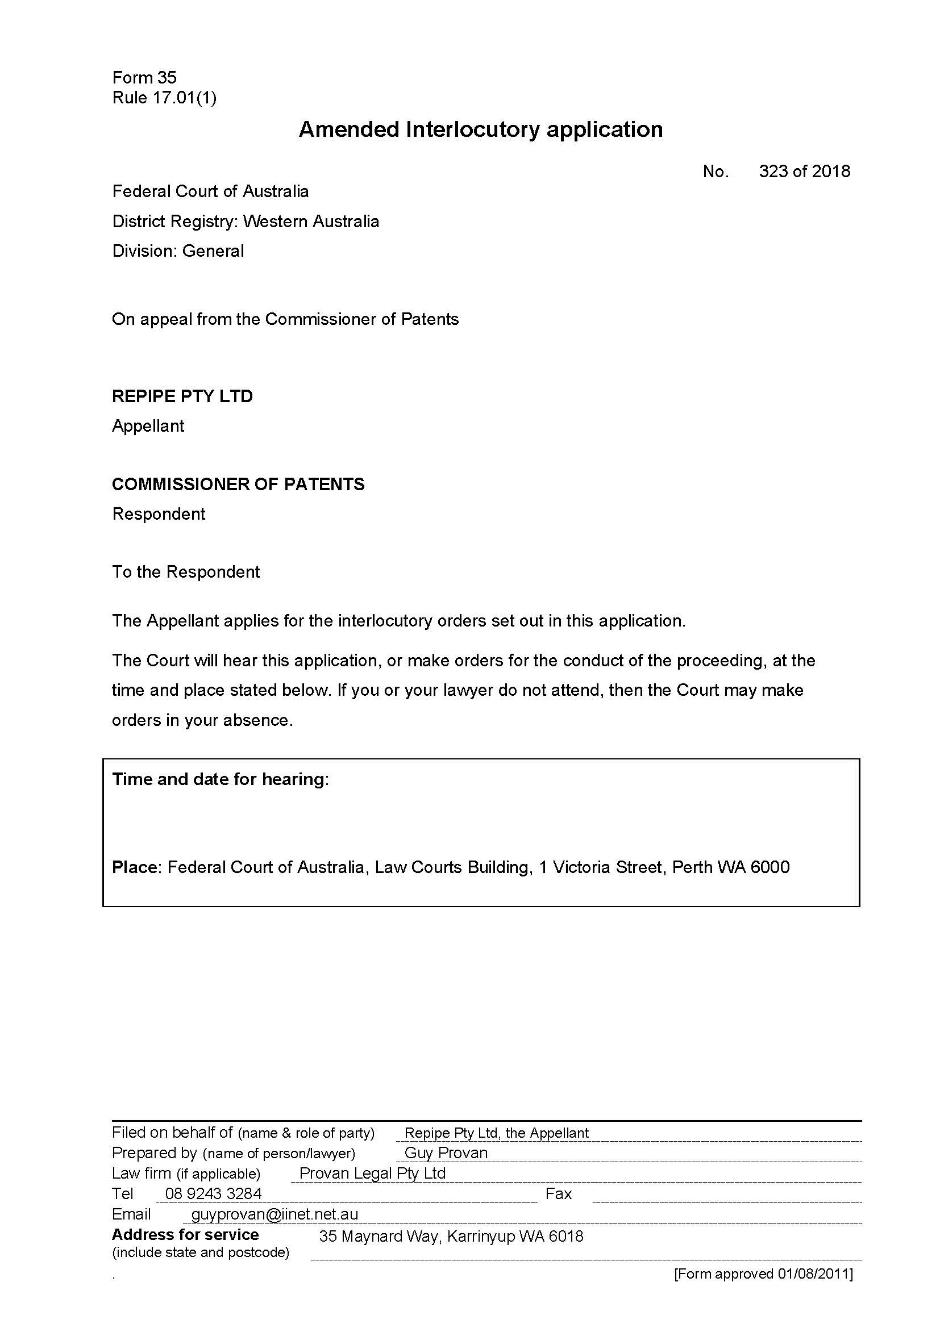 Form 35
Rule 17.01(1)
Amended Interlocutory application
No. 323 of 2018
Federal Court of Australia
District Registry: Western Australia
Division: General
On appeal from the Commissioner of Patents
REPIPE PTY LTD
Appellant
COMMISSIONER OF PATENTS
Respondent
To the Respondent
The Appellant applies for the interlocutory orders set out in this application.
The Court will hear this application, or make orders for the conduct of the proceeding, at the
time and place stated below. If you or your lawyer do not attend, then the Court may make
orders in your absence.
Time and date for hearing:
Place: Federal Court of Australia, Law Courts Building, 1 Victoria Street, Perth WA 6000
Filed on behalf of (name & role of party) Repipe Pty Ltd, the Appellant
Prepared by (name of person/lawyer) Guy Provan
Law firm (if applicable) Provan Legal Pty Ltd
Tel 08 9243 3284 Fax
Email guyprovan@iinet.net.au
Address for service 35 Maynard Way, Karrinyup WA 6018
(include state and postcode)
. [Form approved 01/08/2011]